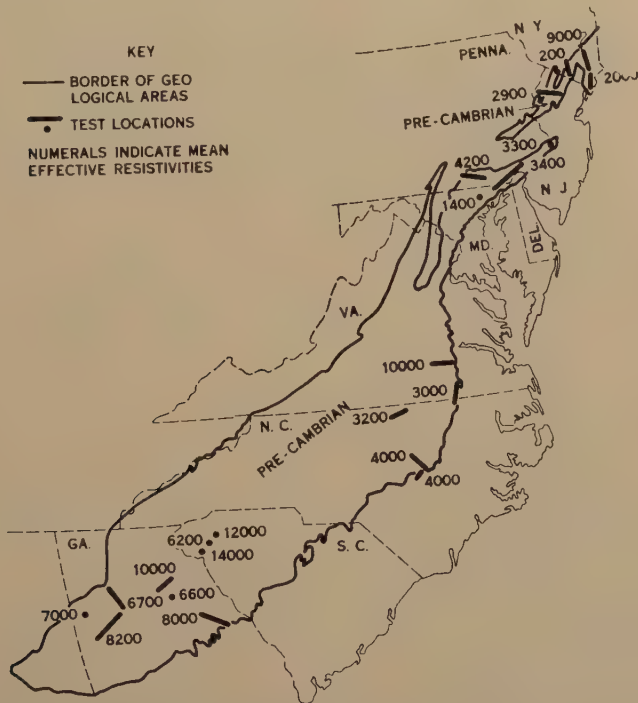 KEY
BORDER OF GEO
LOGICAL AREAS
TEST LOCATIONS
NUMERALS INDICATE MEAN
EFFECTIVE RESISTIVITIES
N Y
9000
PENNA.
200
2900
PRE-CAMBRIAN
3300
4200
3400
1400
N J
MD.
DEL.
VA.
10000
3000
N. C.
PRE-CAMBRIAN
3200
4000
4000
GA.
6200
12000
14000
S. C.
10000
7000
6700
6600
8000
8200